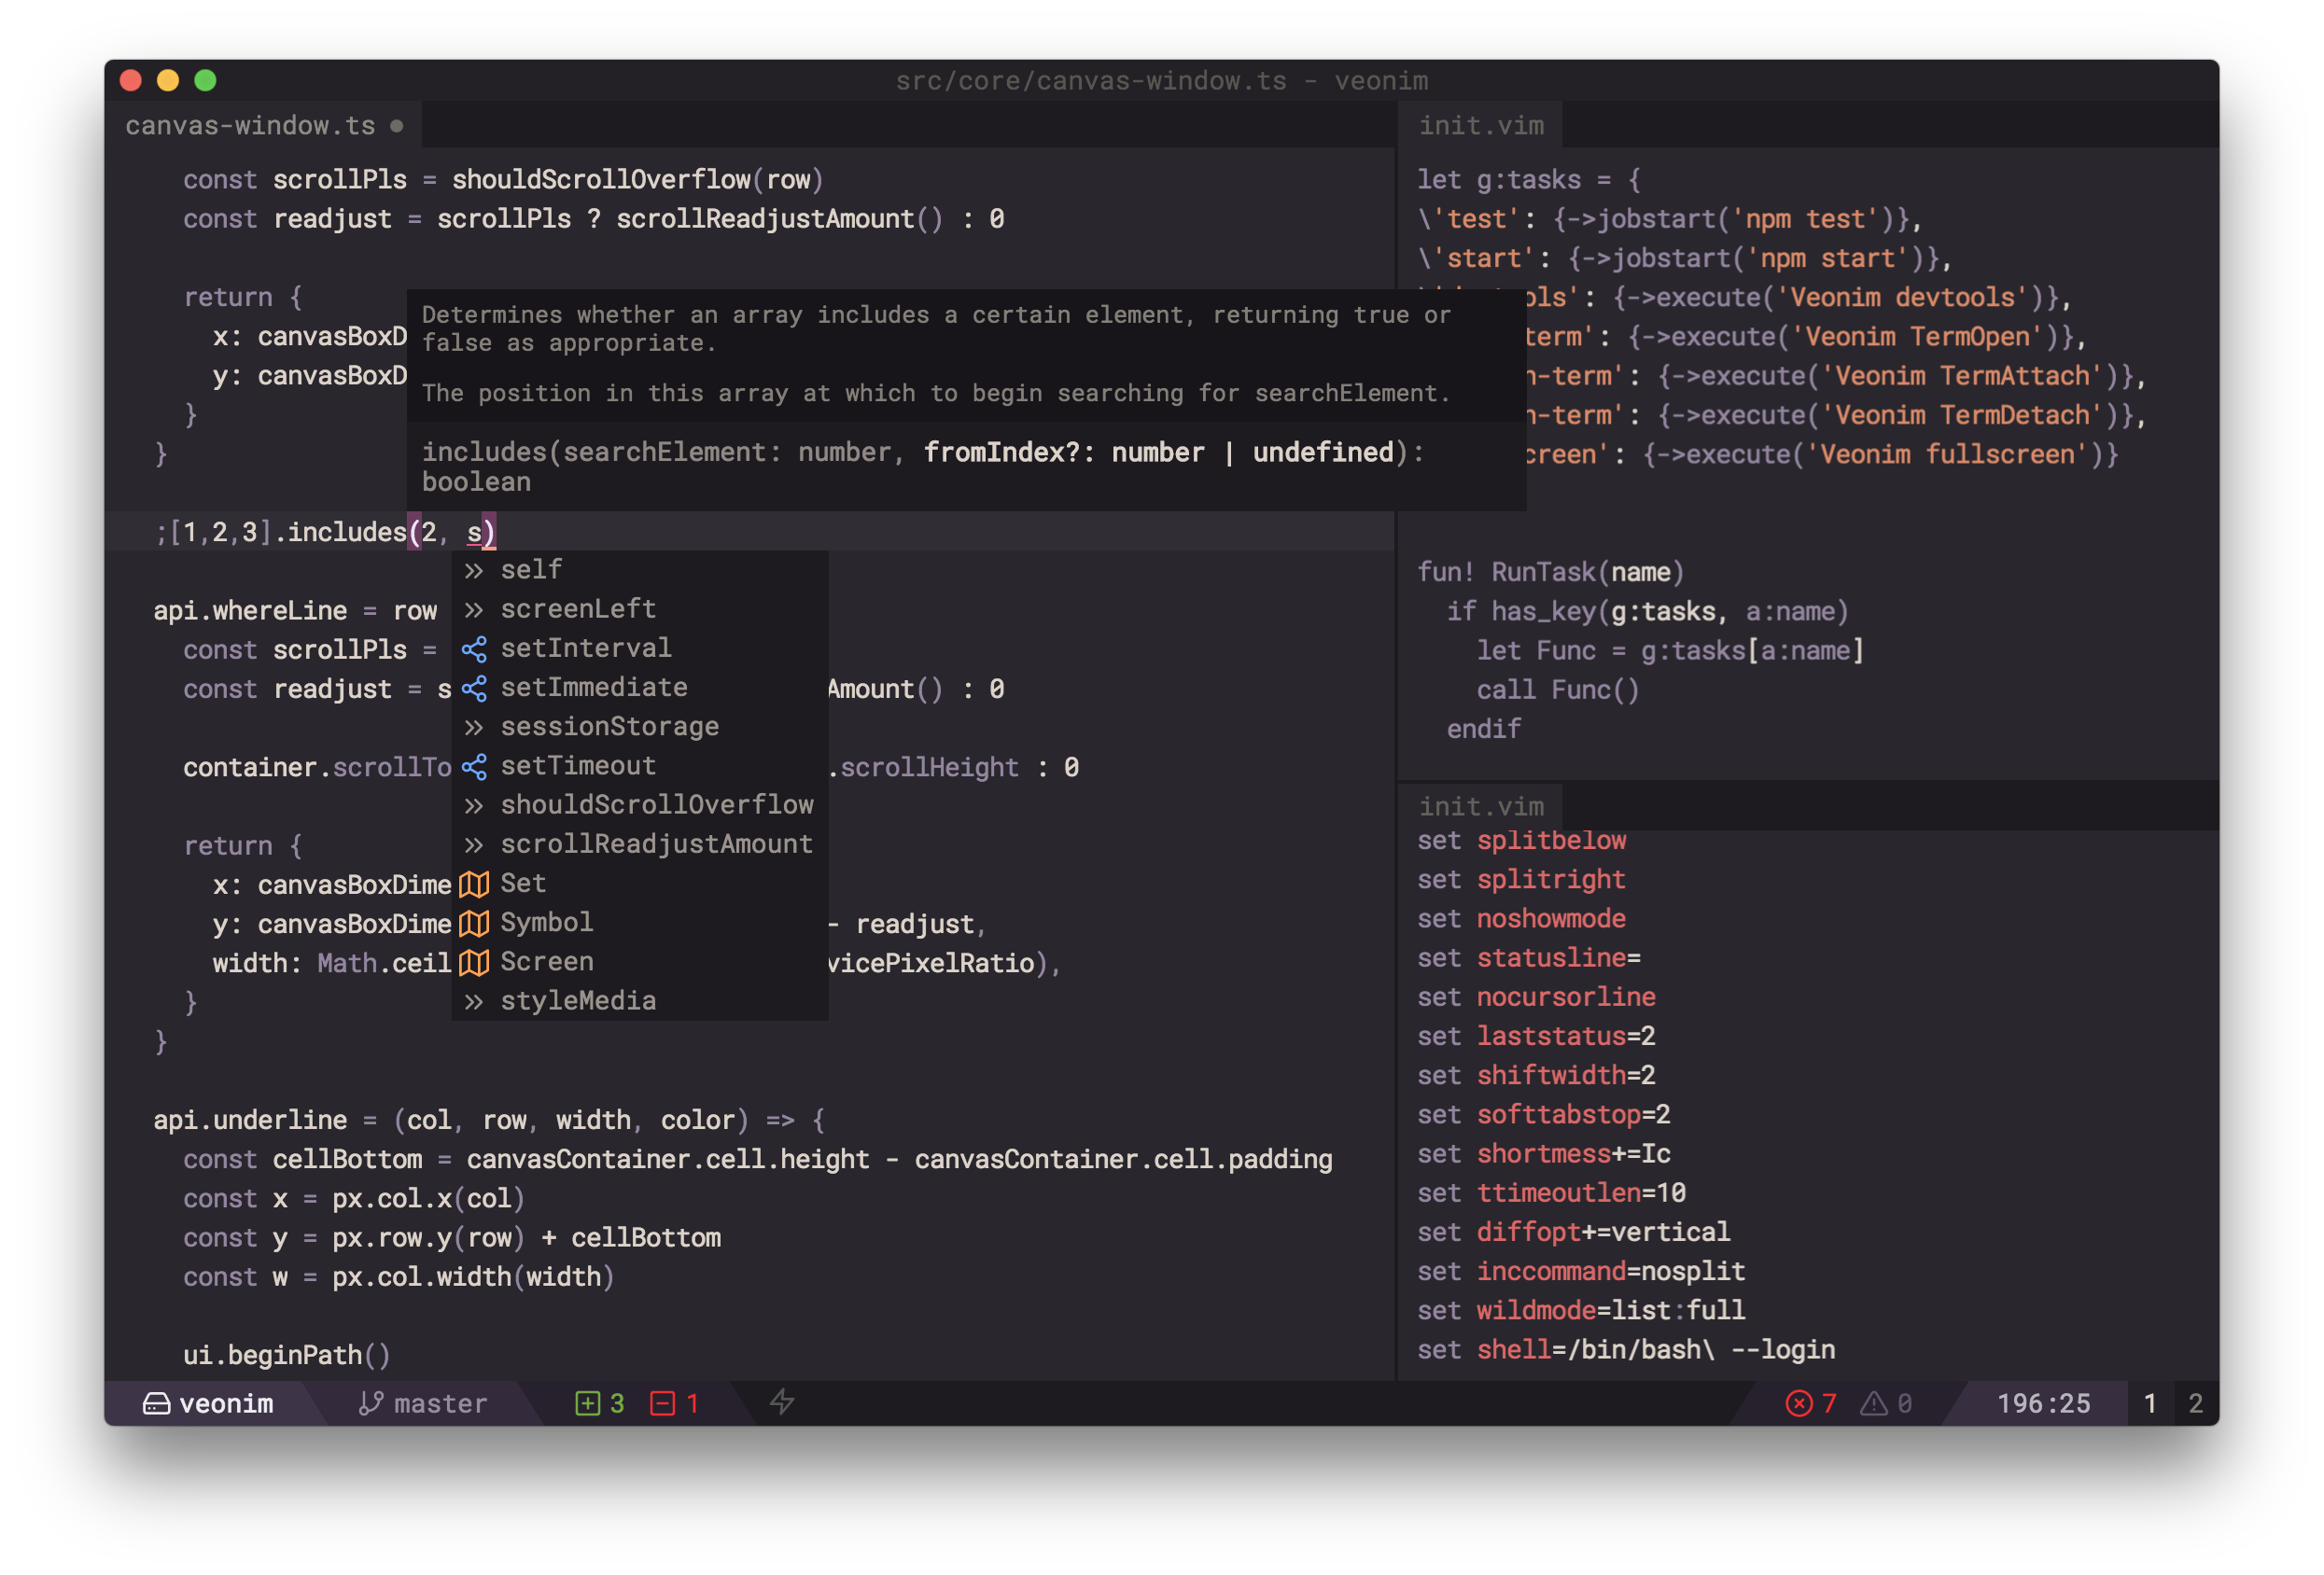 src/core/canvas-window.ts - veonim
canvas-window.ts
const scrollPls = shouldScrollOverflow(row)
const readjust = scrollPls ? scrollReadjustAmount() : 0
return {
x: canvasBoxD
y: canvasBoxD
}
}
Determines whether an array includes a certain element, returning true or
false as appropriate.
The position in this array at which to begin searching for searchElement.
includes(searchElement: number, fromIndex?: number | undefined):
boolean
;[1,2,3].includes(2, s)
self
screenLeft
setInterval
setImmediate
sessionStorage
setTimeout
shouldScrollOverflow
scrollReadjustAmount
Set
Symbol
Screen
styleMedia
api.whereLine = row
const scrollPls =
const readjust = s Amount() : 0
container.scrollTo .scrollHeight : 0
return {
x: canvasBoxDime
y: canvasBoxDime - readjust,
width: Math.ceil vicePixelRatio),
}
}
api.underline = (col, row, width, color) => {
const cellBottom = canvasContainer.cell.height - canvasContainer.cell.padding
const x = px.col.x(col)
const y = px.row.y(row) + cellBottom
const w = px.col.width(width)
ui.beginPath()
init.vim
let g:tasks = {
\'test': {->jobstart('npm test')},
\'start': {->jobstart('npm start')},
ols': {->execute('Veonim devtools')},
term': {->execute('Veonim TermOpen')},
n-term': {->execute('Veonim TermAttach')},
n-term': {->execute('Veonim TermDetach')},
creen': {->execute('Veonim fullscreen')}
fun! RunTask(name)
if has_key(g:tasks, a:name)
let Func = g:tasks[a:name]
call Func()
endif
init.vim
set splitbelow
set splitright
set noshowmode
set statusline=
set nocursorline
set laststatus=2
set shiftwidth=2
set softtabstop=2
set shortmess+=Ic
set ttimeoutlen=10
set diffopt+=vertical
set inccommand=nosplit
set wildmode=list:full
set shell=/bin/bash\ --login
veonim master 3 1 7 0 196:25 1 2